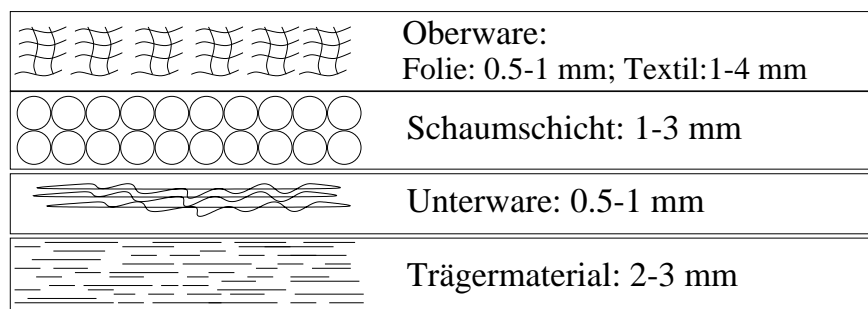 Oberware:
Folie: 0.5-1 mm; Textil:1-4 mm
Schaumschicht: 1-3 mm
Unterware: 0.5-1 mm
Trägermaterial: 2-3 mm